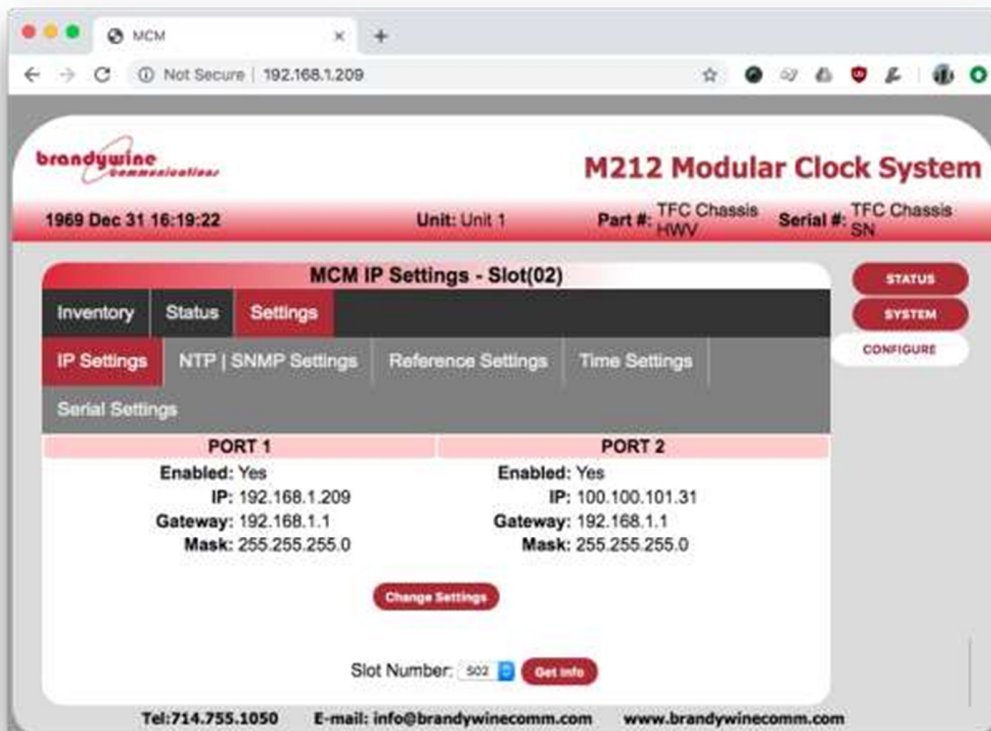 MCM
Not Secure | 192.168.1.209
brandywine
communications
M212 Modular Clock System
1969 Dec 31 16:19:22 Unit: Unit 1 Part #: TFC Chassis HWV Serial #: TFC Chassis SN
MCM IP Settings - Slot(02)
STATUS
SYSTEM
CONFIGURE
Inventory Status Settings
IP Settings NTP | SNMP Settings Reference Settings Time Settings
Serial Settings
PORT 1 PORT 2
Enabled: Yes Enabled: Yes
IP: 192.168.1.209 IP: 100.100.101.31
Gateway: 192.168.1.1 Gateway: 192.168.1.1
Mask: 255.255.255.0 Mask: 255.255.255.0
Change Settings
Slot Number: S02 Get Info
Tel:714.755.1050 E-mail: info@brandywinecomm.com www.brandywinecomm.com